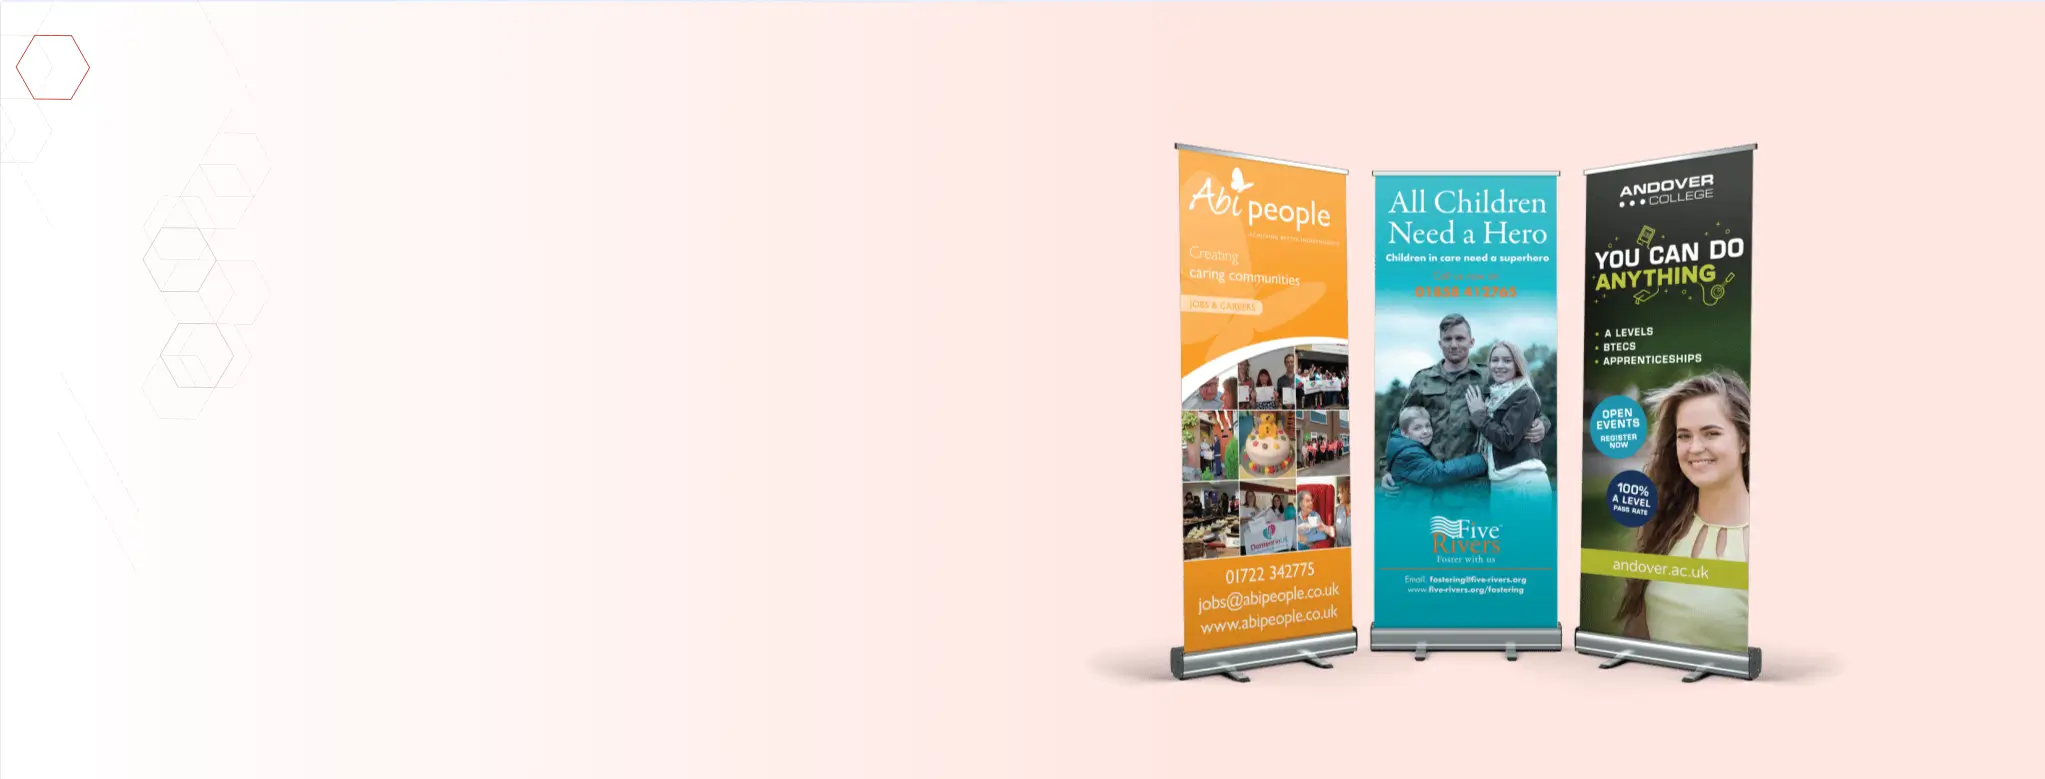 Abi people
Creating
caring communities
JOBS & CAREERS
01722 342775
jobs@abipeople.co.uk
www.abipeople.co.uk
All Children
Need a Hero
Children in care need a superhero
Five
Rivers
Foster with us
Email. fostering@five-rivers.org
www.five-rivers.org/fostering
ANDOVER
COLLEGE
YOU CAN DO
ANYTHING
• A LEVELS
• BTECS
• APPRENTICESHIPS
OPEN
EVENTS
REGISTER
NOW
100%
A LEVEL
PASS RATE
andover.ac.uk